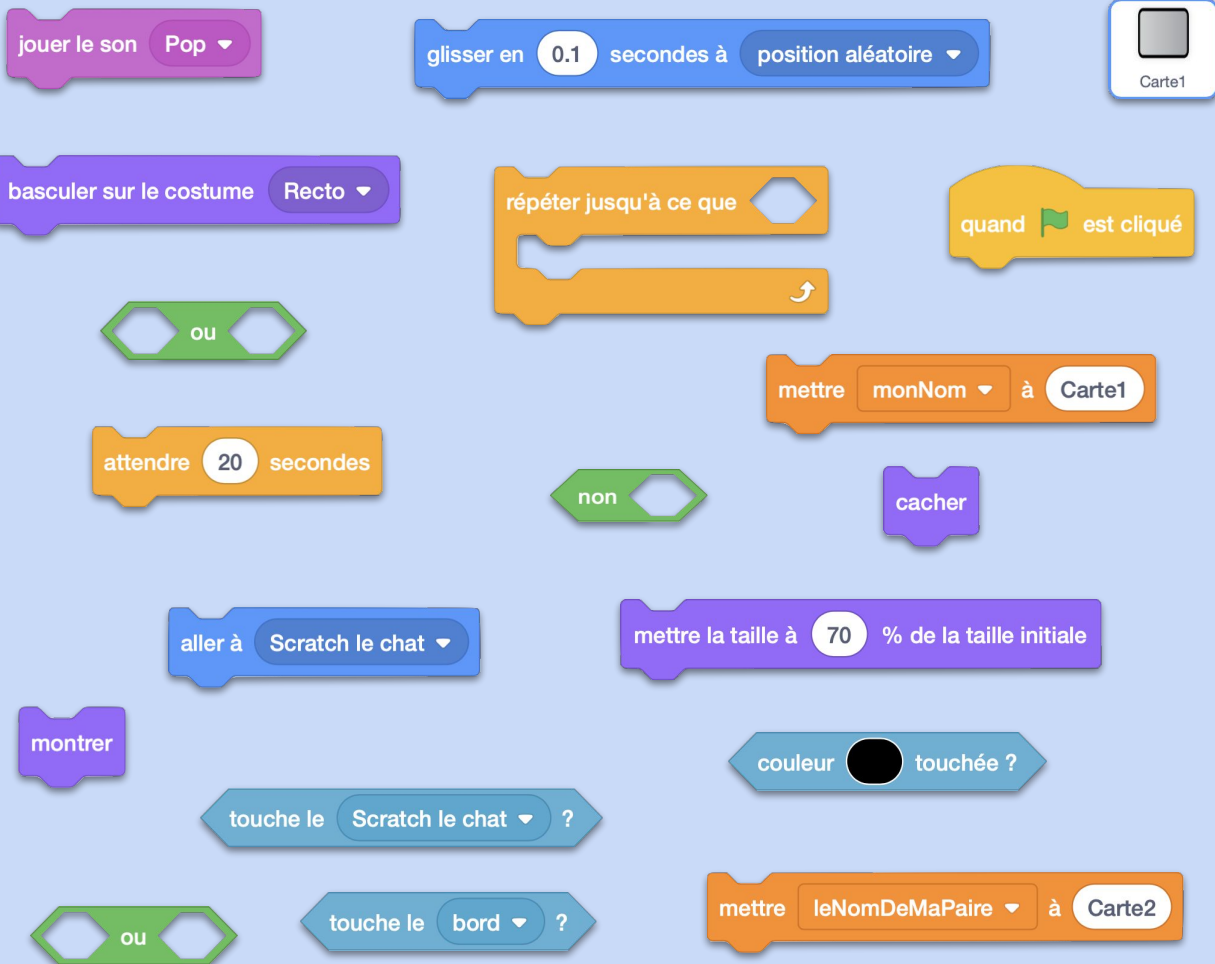 jouer le son Pop
glisser en 0.1 secondes à position aléatoire
Carte1
basculer sur le costume Recto
répéter jusqu'à ce que
quand est cliqué
ou
mettre monNom à Carte1
attendre 20 secondes
non
cacher
aller à Scratch le chat
mettre la taille à 70 % de la taille initiale
montrer
couleur touchée ?
touche le Scratch le chat ?
mettre leNomDeMaPaire à Carte2
touche le bord ?
ou